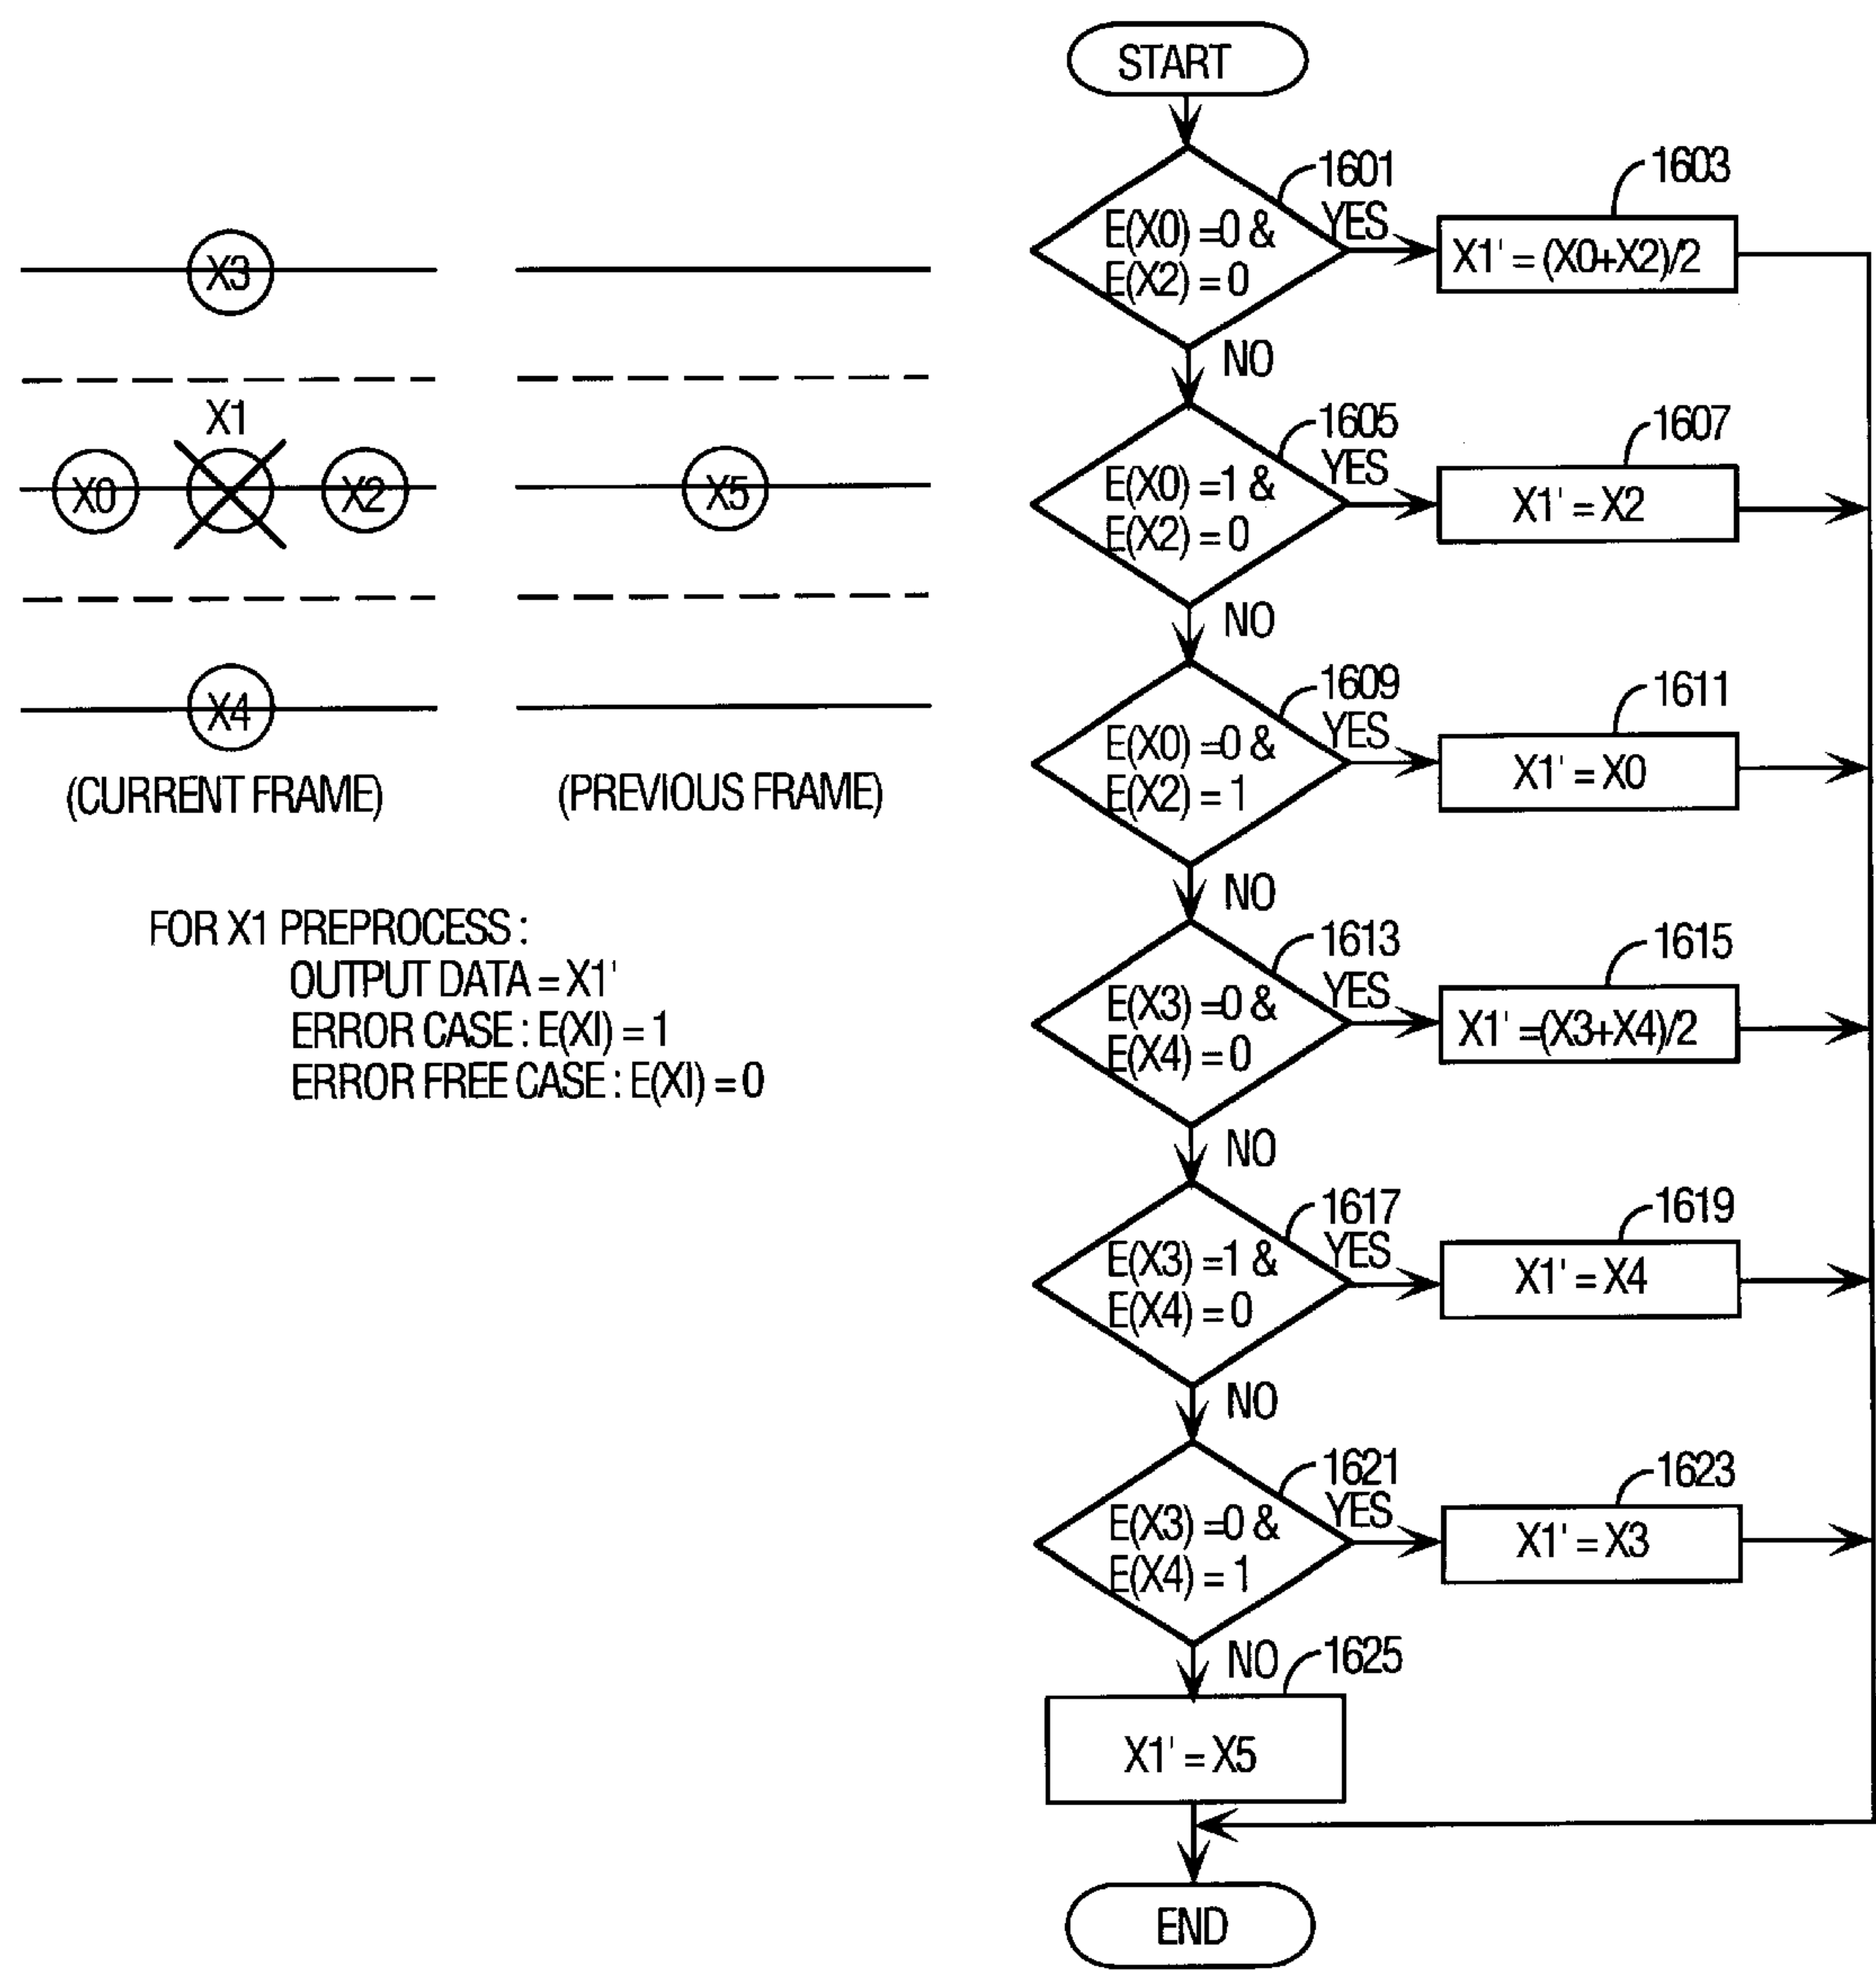 X3
X1
X0
X2
X5
X4
(CURRENT FRAME)
(PREVIOUS FRAME)
FOR X1 PREPROCESS :
OUTPUT DATA = X1'
ERROR CASE : E(XI) = 1
ERROR FREE CASE : E(XI) = 0
START
1601
E(X0) =0 &
E(X2) = 0
YES
1603
X1' = (X0+X2)/2
NO
1605
E(X0) =1 &
E(X2) = 0
YES
1607
X1' = X2
NO
1609
E(X0) =0 &
E(X2) = 1
YES
1611
X1' = X0
NO
1613
E(X3) =0 &
E(X4) = 0
YES
1615
X1' =(X3+X4)/2
NO
1617
E(X3) =1 &
E(X4) = 0
YES
1619
X1' = X4
NO
1621
E(X3) =0 &
E(X4) = 1
YES
1623
X1' = X3
NO
1625
X1' = X5
END